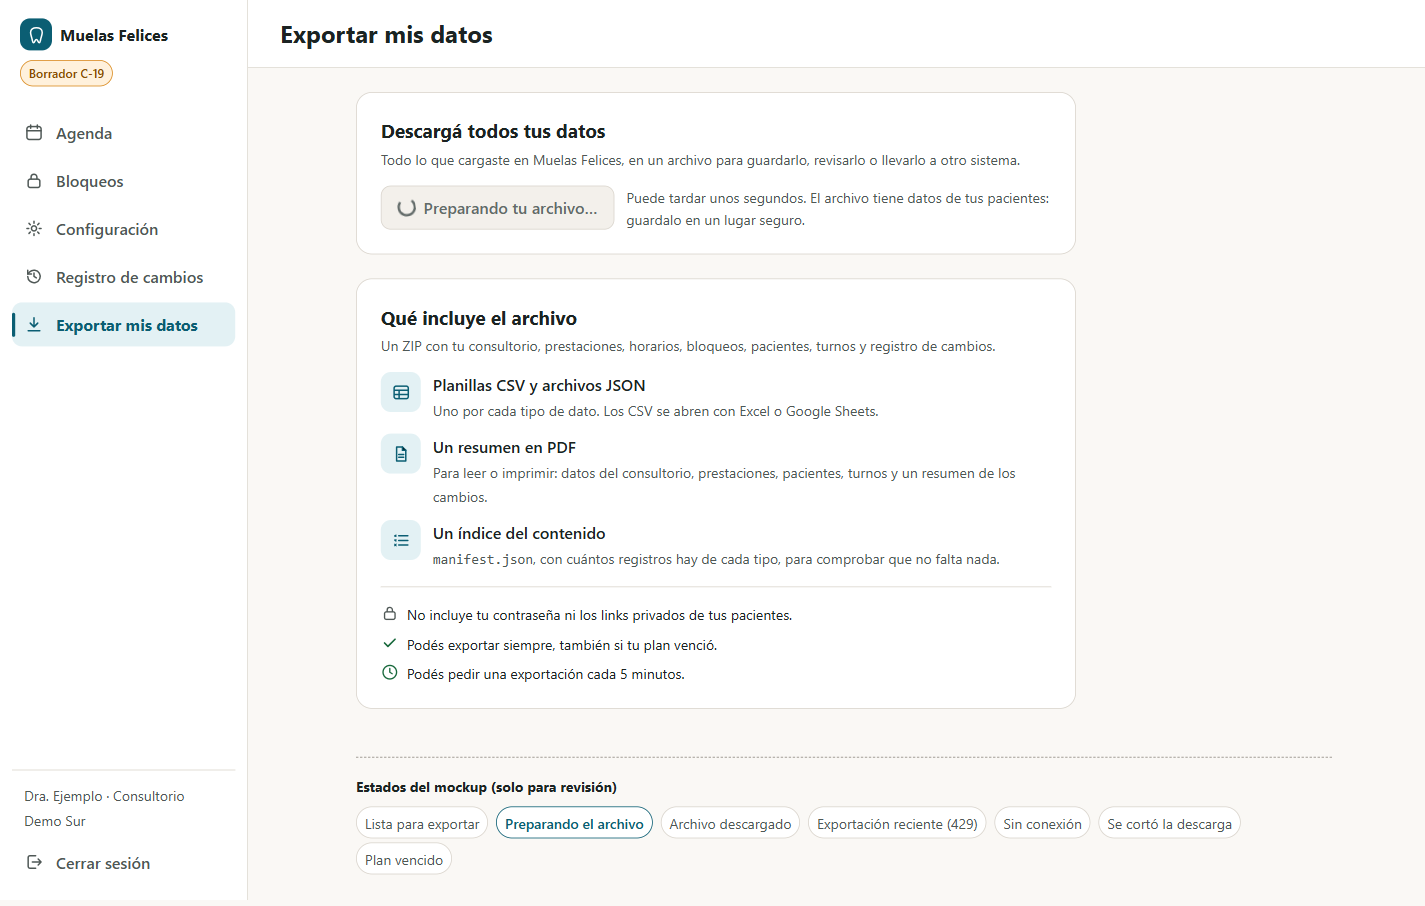 Muelas Felices
Borrador C-19
Agenda
Bloqueos
Configuración
Registro de cambios
Exportar mis datos
Dra. Ejemplo · Consultorio
Demo Sur
Cerrar sesión
Exportar mis datos
Descargá todos tus datos
Todo lo que cargaste en Muelas Felices, en un archivo para guardarlo, revisarlo o llevarlo a otro sistema.
Preparando tu archivo...
Puede tardar unos segundos. El archivo tiene datos de tus pacientes:
guardalo en un lugar seguro.
Qué incluye el archivo
Un ZIP con tu consultorio, prestaciones, horarios, bloqueos, pacientes, turnos y registro de cambios.
Planillas CSV y archivos JSON
Uno por cada tipo de dato. Los CSV se abren con Excel o Google Sheets.
Un resumen en PDF
Para leer o imprimir: datos del consultorio, prestaciones, pacientes, turnos y un resumen de los
cambios.
Un índice del contenido
manifest.json, con cuántos registros hay de cada tipo, para comprobar que no falta nada.
No incluye tu contraseña ni los links privados de tus pacientes.
Podés exportar siempre, también si tu plan venció.
Podés pedir una exportación cada 5 minutos.
Estados del mockup (solo para revisión)
Lista para exportar
Preparando el archivo
Archivo descargado
Exportación reciente (429)
Sin conexión
Se cortó la descarga
Plan vencido